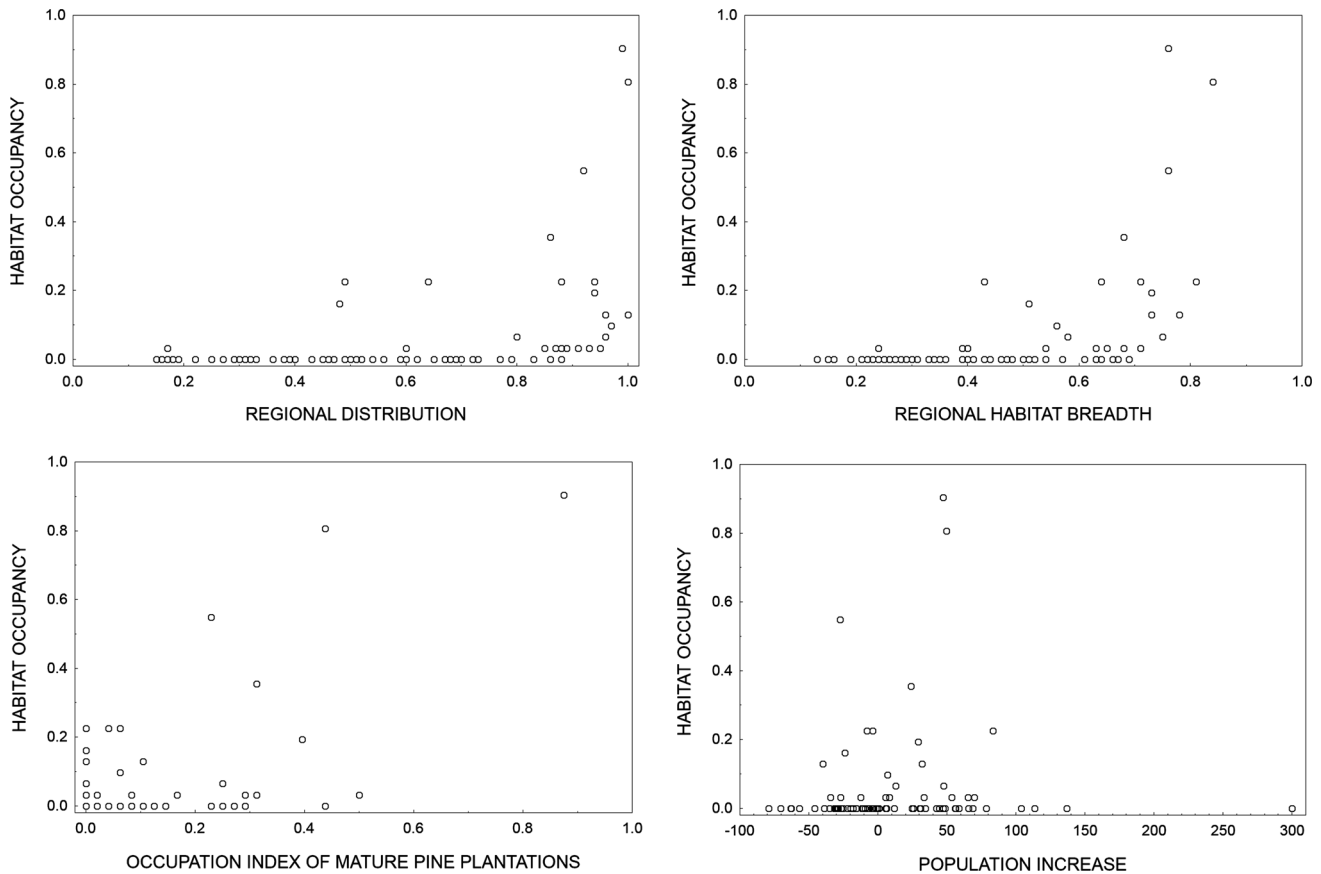 1.0
0.8
0.6
0.4
0.2
0.0
HABITAT OCCUPANCY
0.0 0.2 0.4 0.6 0.8 1.0
REGIONAL DISTRIBUTION
1.0
0.8
0.6
0.4
0.2
0.0
HABITAT OCCUPANCY
0.0 0.2 0.4 0.6 0.8 1.0
REGIONAL HABITAT BREADTH
1.0
0.8
0.6
0.4
0.2
0.0
HABITAT OCCUPANCY
0.0 0.2 0.4 0.6 0.8 1.0
OCCUPATION INDEX OF MATURE PINE PLANTATIONS
1.0
0.8
0.6
0.4
0.2
0.0
HABITAT OCCUPANCY
-100 -50 0 50 100 150 200 250 300
POPULATION INCREASE